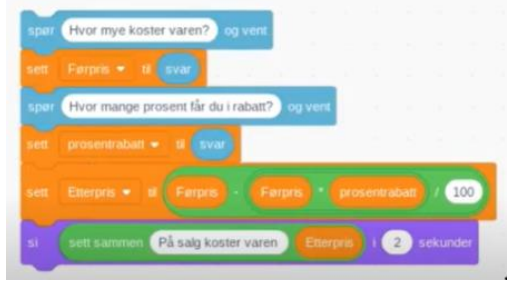 spør Hvor mye koster varen? og vent
sett Førpris til svar
spør Hvor mange prosent får du i rabatt? og vent
sett prosentrabatt til svar
sett Etterpris til Førpris - Førpris * prosentrabatt / 100
si sett sammen På salg koster varen Etterpris i 2 sekunder